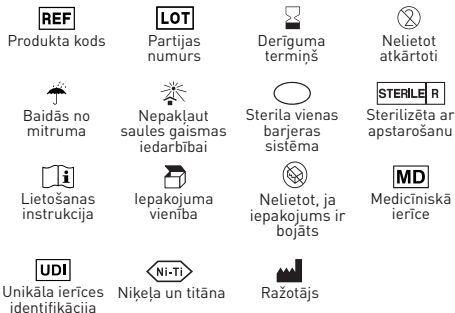 REF
LOT
2
Produkta kods
Partijas
numurs
Derīguma
termiņš
Nelietot
atkārtoti
STERILE R
Baidās no
mitruma
Nepakļaut
saules gaismas
iedarbībai
Sterila vienas
barjeras
sistēma
Sterilizēta ar
apstarošanu
i
MD
Lietošanas
instrukcija
Iepakojuma
vienība
Nelietot, ja
iepakojums ir
bojāts
Medicīniskā
ierīce
UDI
Ni-Ti
Unikāla ierīces
identifikācija
Niķeļa un titāna
Ražotājs